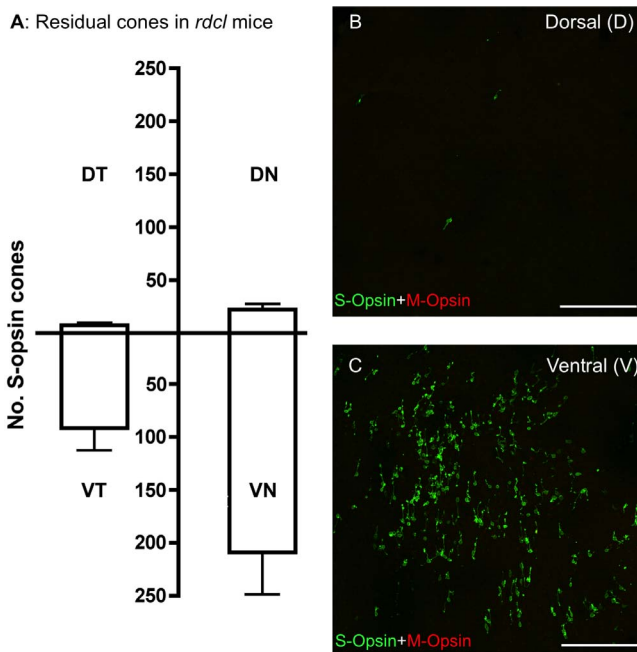 A: Residual cones in rdcl mice
No. S-opsin cones
250
200
150
100
50
50
100
150
200
250
DT
DN
VT
VN
B
Dorsal (D)
S-Opsin+M-Opsin
C
Ventral (V)
S-Opsin+M-Opsin